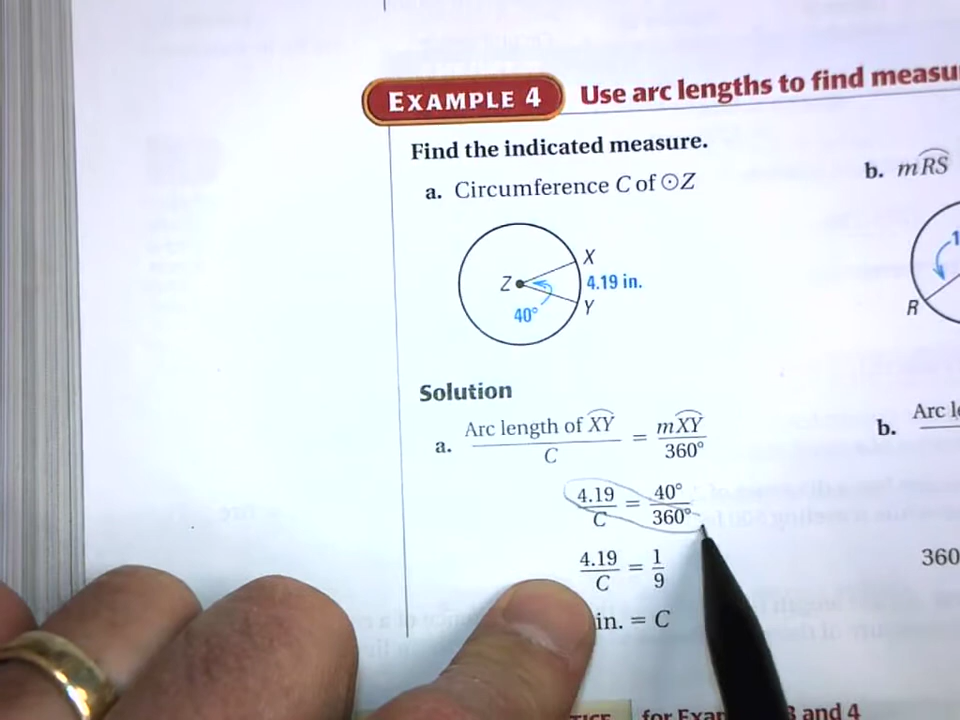 EXAMPLE 4 Use arc lengths to find
Find the indicated measure.
a. Circumference C of ⊙Z
b. mRS
X
Z
4.19 in.
40°
Y
R
Solution
a. Arc length of XY / C = mXY / 360°
b. Arc
4.19 / C = 40° / 360°
4.19 / C = 1 / 9
360
in. = C
for and 4